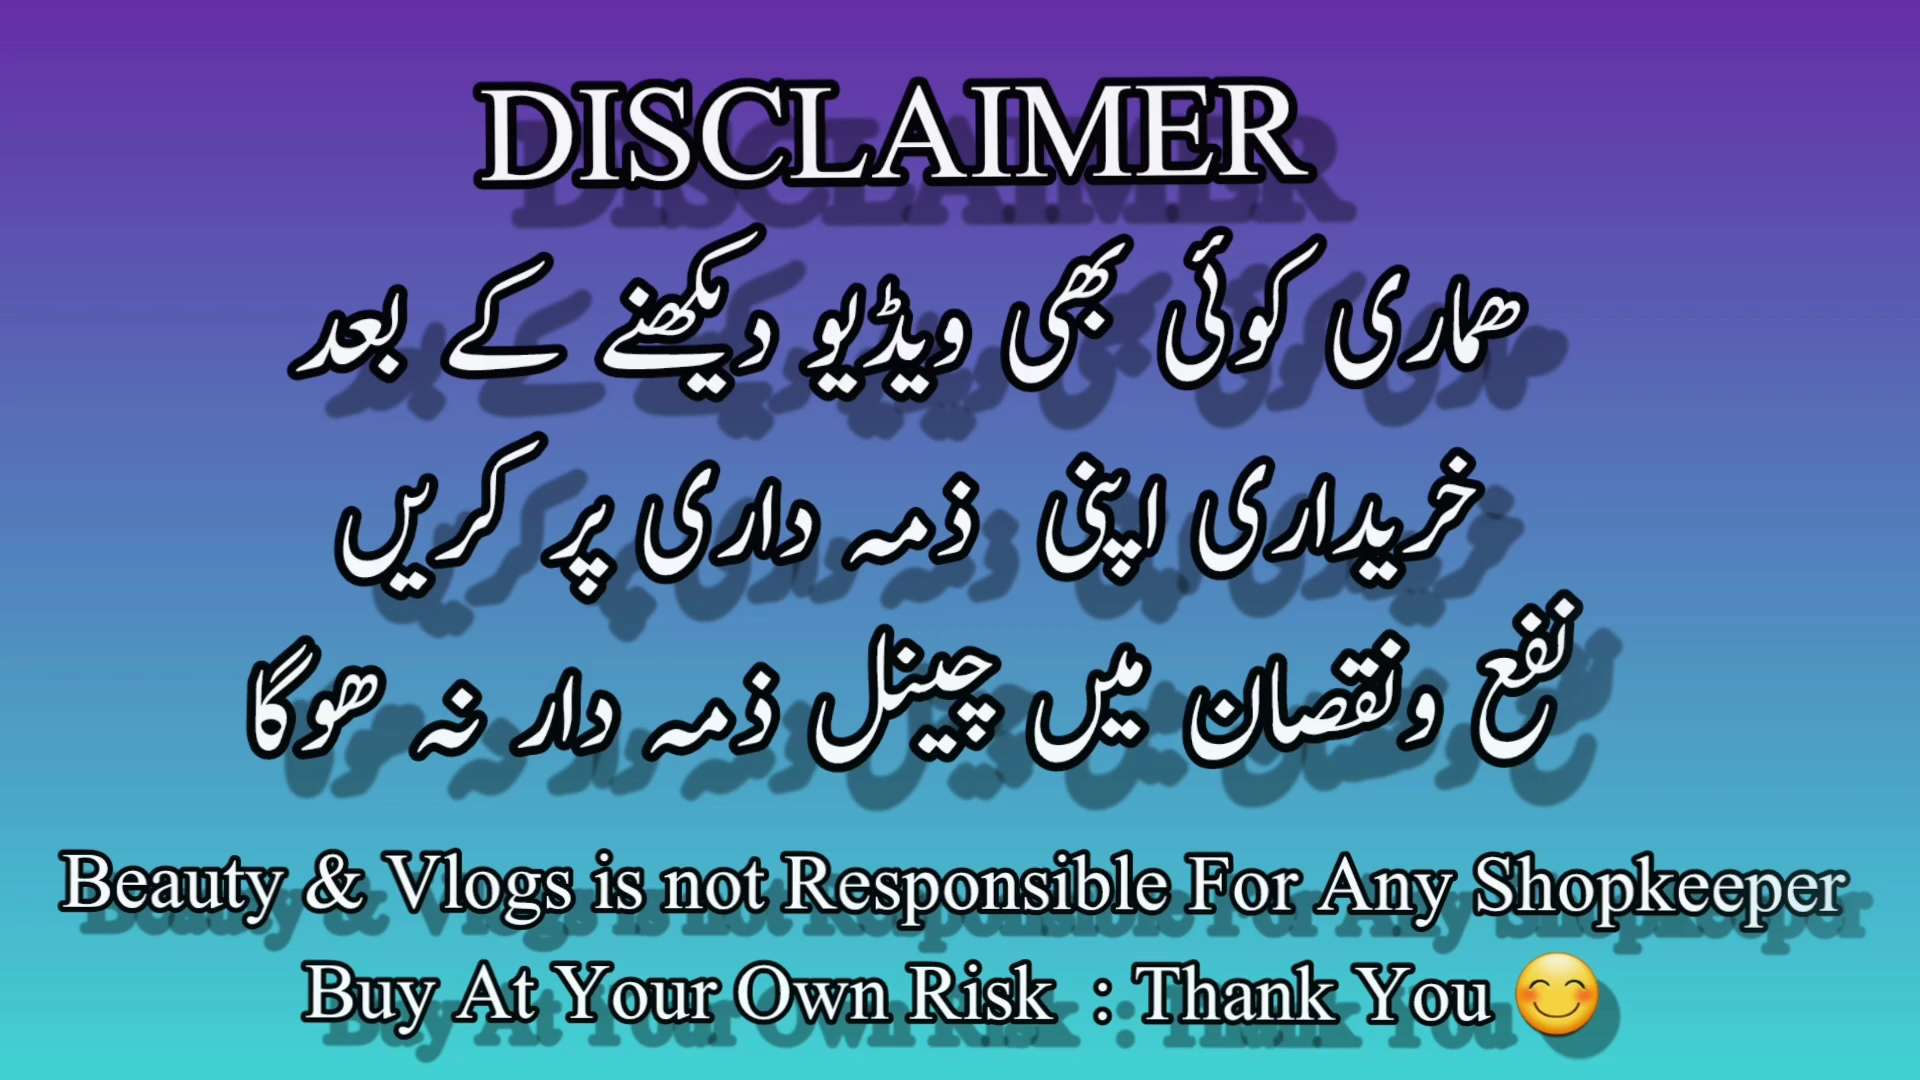 DISCLAIMER
ھماری کوئی بھی ویڈیو دیکھنے کے بعد
خریداری اپنی ذمہ داری پر کریں
نفع ونقصان میں چینل ذمہ دار نہ ھوگا
Beauty & Vlogs is not Responsible For Any Shopkeeper
Buy At Your Own Risk : Thank You 😊